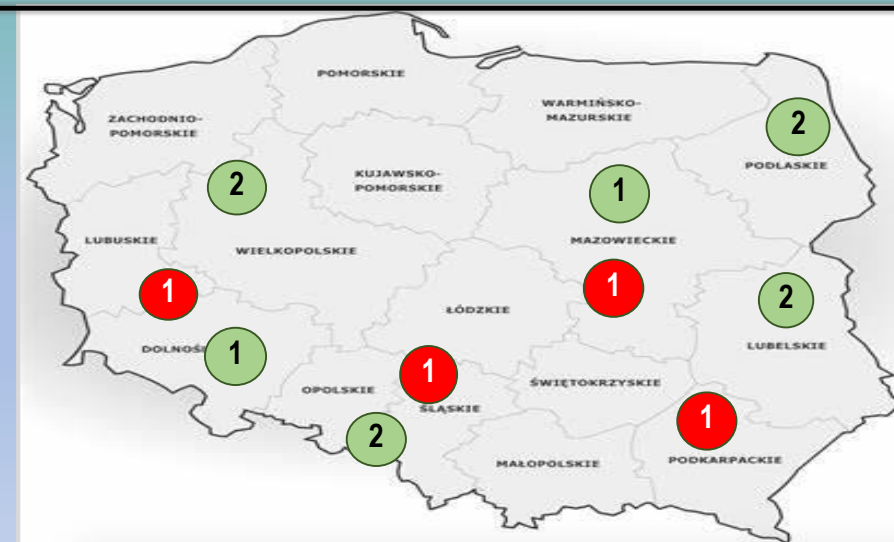 POMORSKIE
WARMIŃSKO-
MAZURSKIE
ZACHODNIO-
POMORSKIE
2
PODLASKIE
KUJAWSKO-
POMORSKIE
2
1
LUBUSKIE
WIELKOPOLSKIE
MAZOWIECKIE
1
1
2
ŁÓDZKIE
LUBELSKIE
DOLNOŚ
1
OPOLSKIE
1
ŚLĄSKIE
ŚWIĘTOKRZYSKIE
1
2
MAŁOPOLSKIE
PODKARPACKIE